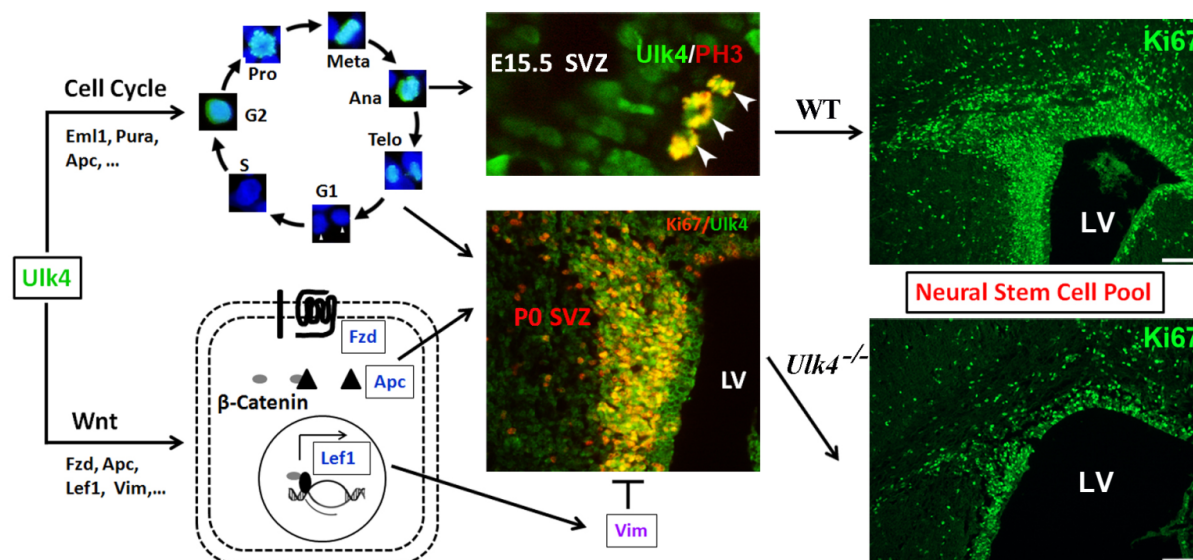 Ulk4
Cell Cycle
Eml1, Pura,
Apc, ...
Pro
Meta
Ana
Telo
G1
S
G2
E15.5 SVZ
Ulk4/PH3
WT
Ki67
LV
Neural Stem Cell Pool
Wnt
Fzd, Apc,
Lef1, Vim,...
Fzd
Apc
β-Catenin
Lef1
Ki67/Ulk4
P0 SVZ
LV
Vim
Ulk4-/-
Ki67
LV